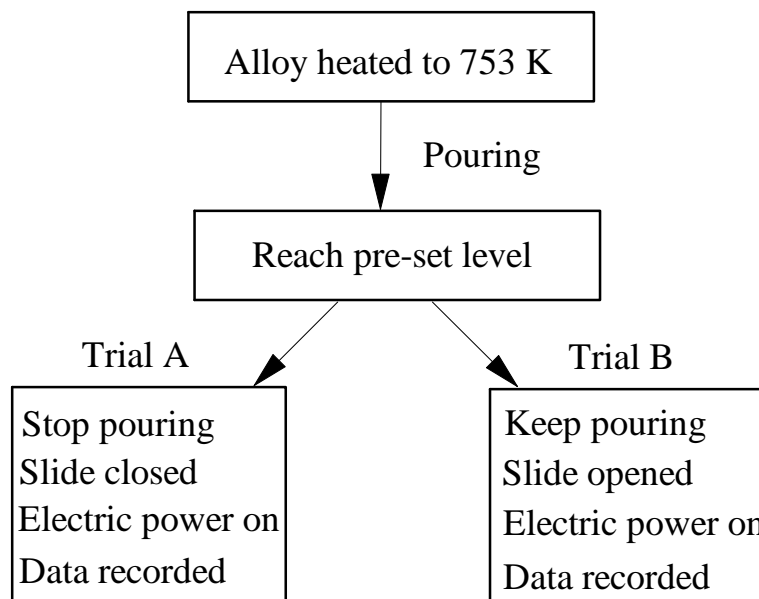 Alloy heated to 753 K
Pouring
Reach pre-set level
Trial A
Stop pouring
Slide closed
Electric power on
Data recorded
Trial B
Keep pouring
Slide opened
Electric power on
Data recorded